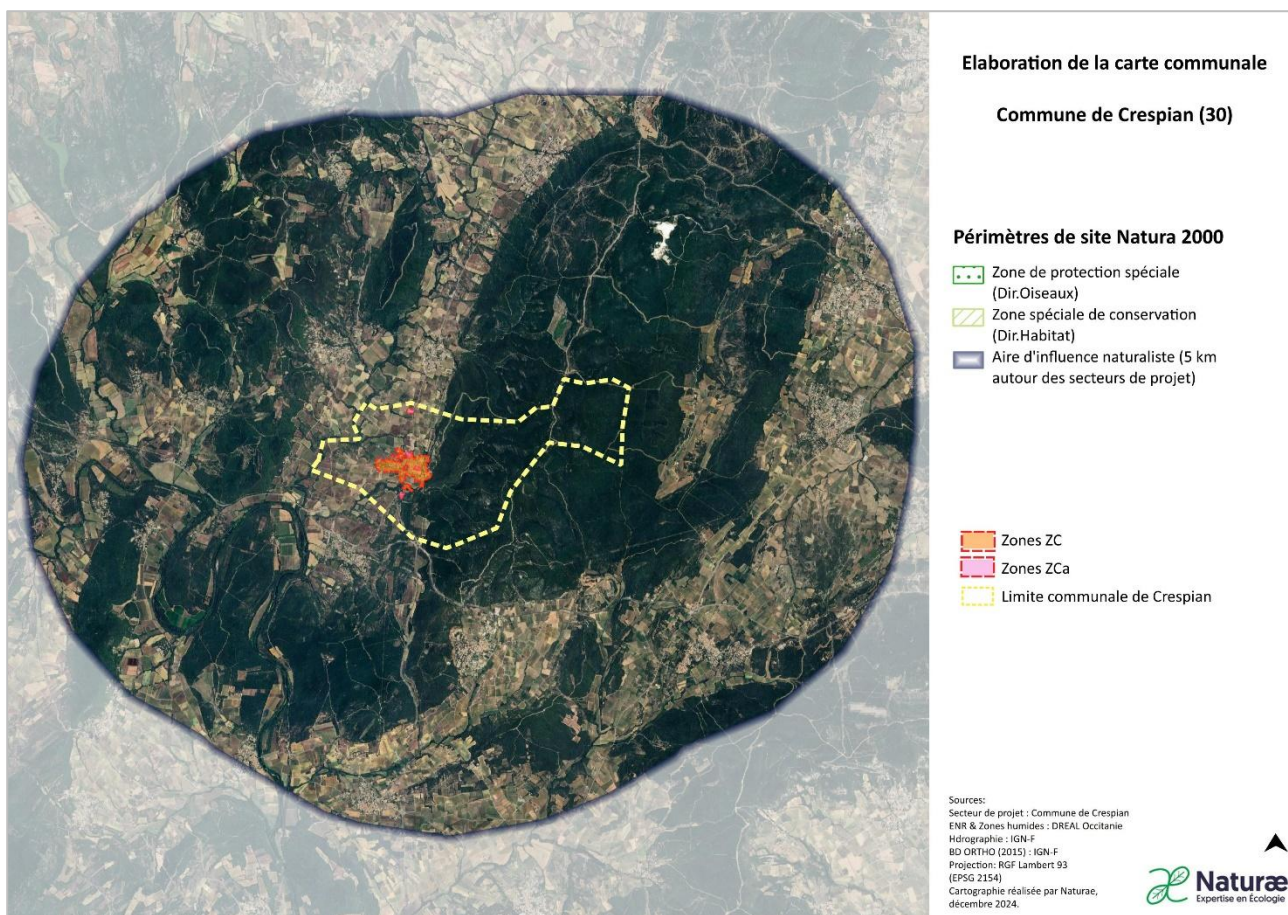 Elaboration de la carte communale
Commune de Crespian (30)
Périmètres de site Natura 2000
Zone de protection spéciale
(Dir.Oiseaux)
Zone spéciale de conservation
(Dir.Habitat)
Aire d'influence naturaliste (5 km
autour des secteurs de projet)
Zones ZC
Zones ZCa
Limite communale de Crespian
Sources:
Secteur de projet : Commune de Crespian
ENR & Zones humides : DREAL Occitanie
Hdrographie : IGN-F
BD ORTHO (2015) : IGN-F
Projection: RGF Lambert 93
(EPSG 2154)
Cartographie réalisée par Naturae,
décembre 2024.
Naturæ
Expertise en Écologie